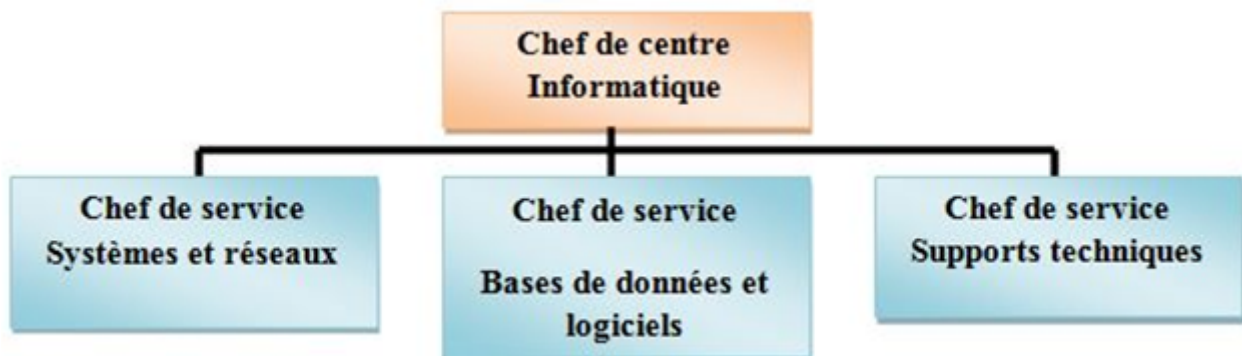 Chef de centre
Informatique
Chef de service
Systèmes et réseaux
Chef de service
Bases de données et
logiciels
Chef de service
Supports techniques